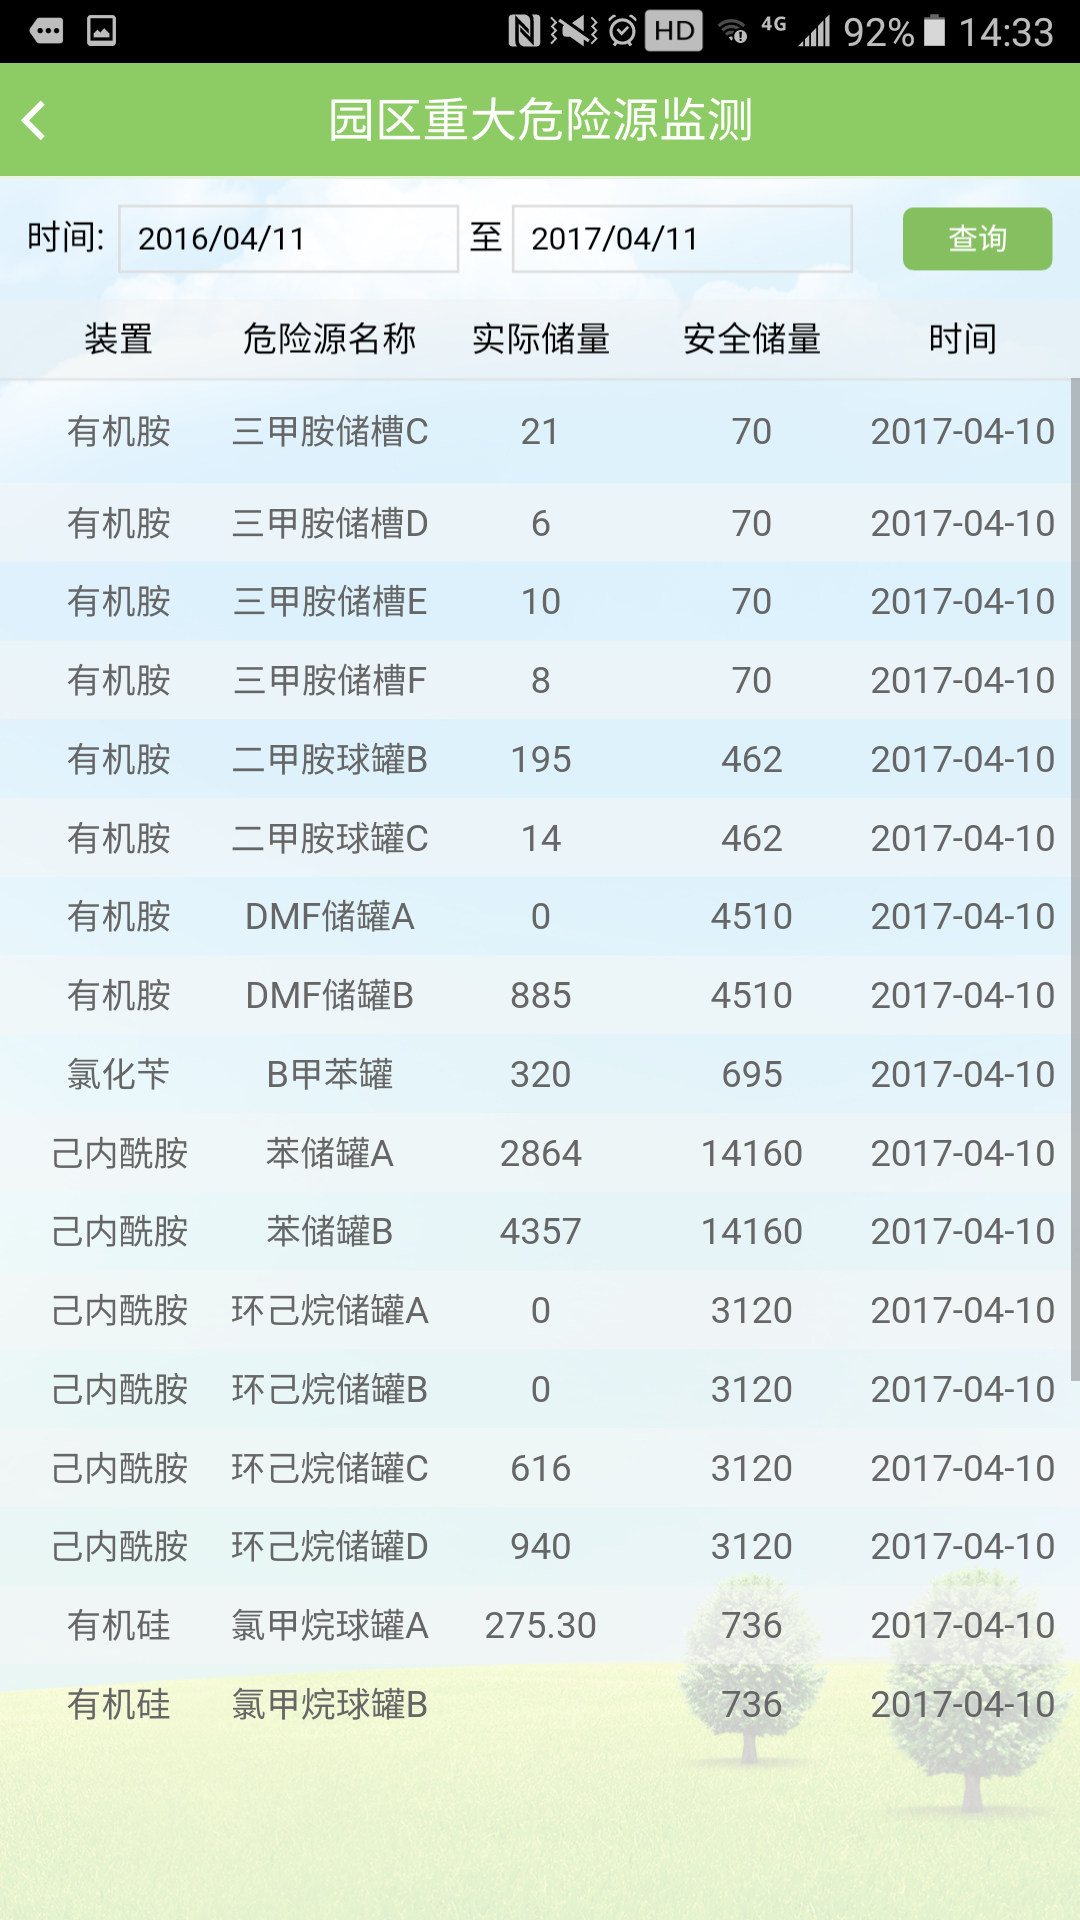 HD 4G 92% 14:33
园区重大危险源监测
时间: 2016/04/11 至 2017/04/11 查询
装置 危险源名称 实际储量 安全储量 时间
有机胺 三甲胺储槽C 21 70 2017-04-10
有机胺 三甲胺储槽D 6 70 2017-04-10
有机胺 三甲胺储槽E 10 70 2017-04-10
有机胺 三甲胺储槽F 8 70 2017-04-10
有机胺 二甲胺球罐B 195 462 2017-04-10
有机胺 二甲胺球罐C 14 462 2017-04-10
有机胺 DMF储罐A 0 4510 2017-04-10
有机胺 DMF储罐B 885 4510 2017-04-10
氯化苄 B甲苯罐 320 695 2017-04-10
己内酰胺 苯储罐A 2864 14160 2017-04-10
己内酰胺 苯储罐B 4357 14160 2017-04-10
己内酰胺 环己烷储罐A 0 3120 2017-04-10
己内酰胺 环己烷储罐B 0 3120 2017-04-10
己内酰胺 环己烷储罐C 616 3120 2017-04-10
己内酰胺 环己烷储罐D 940 3120 2017-04-10
有机硅 氯甲烷球罐A 275.30 736 2017-04-10
有机硅 氯甲烷球罐B 736 2017-04-10